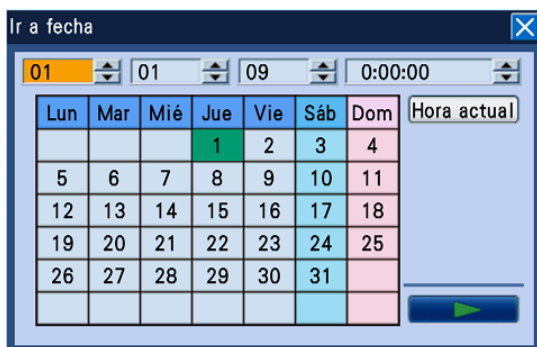 Ir a fecha
01 01 09 0:00:00
Lun Mar Mié Jue Vie Sáb Dom Hora actual
1 2 3 4
5 6 7 8 9 10 11
12 13 14 15 16 17 18
19 20 21 22 23 24 25
26 27 28 29 30 31